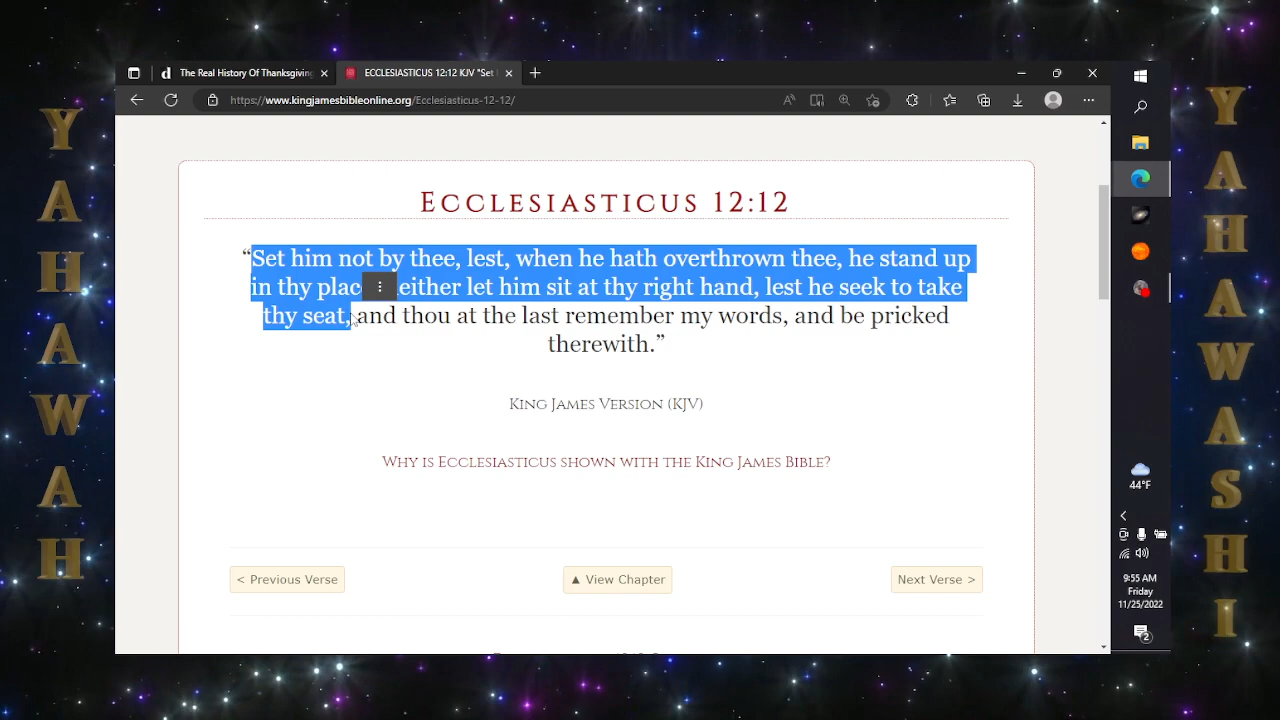 YAHAWAH
The Real History Of Thanksgiving
ECCLESIASTICUS 12:12 KJV "Set
https://www.kingjamesbibleonline.org/Ecclesiasticus-12-12/
Ecclesiasticus 12:12
“Set him not by thee, lest, when he hath overthrown thee, he stand up
in thy plac either let him sit at thy right hand, lest he seek to take
thy seat, and thou at the last remember my words, and be pricked
therewith.”
King James Version (KJV)
Why is Ecclesiasticus shown with the King James Bible?
< Previous Verse
▲ View Chapter
Next Verse >
44°F
9:55 AM
Friday
11/25/2022
2
YAHAWASHI